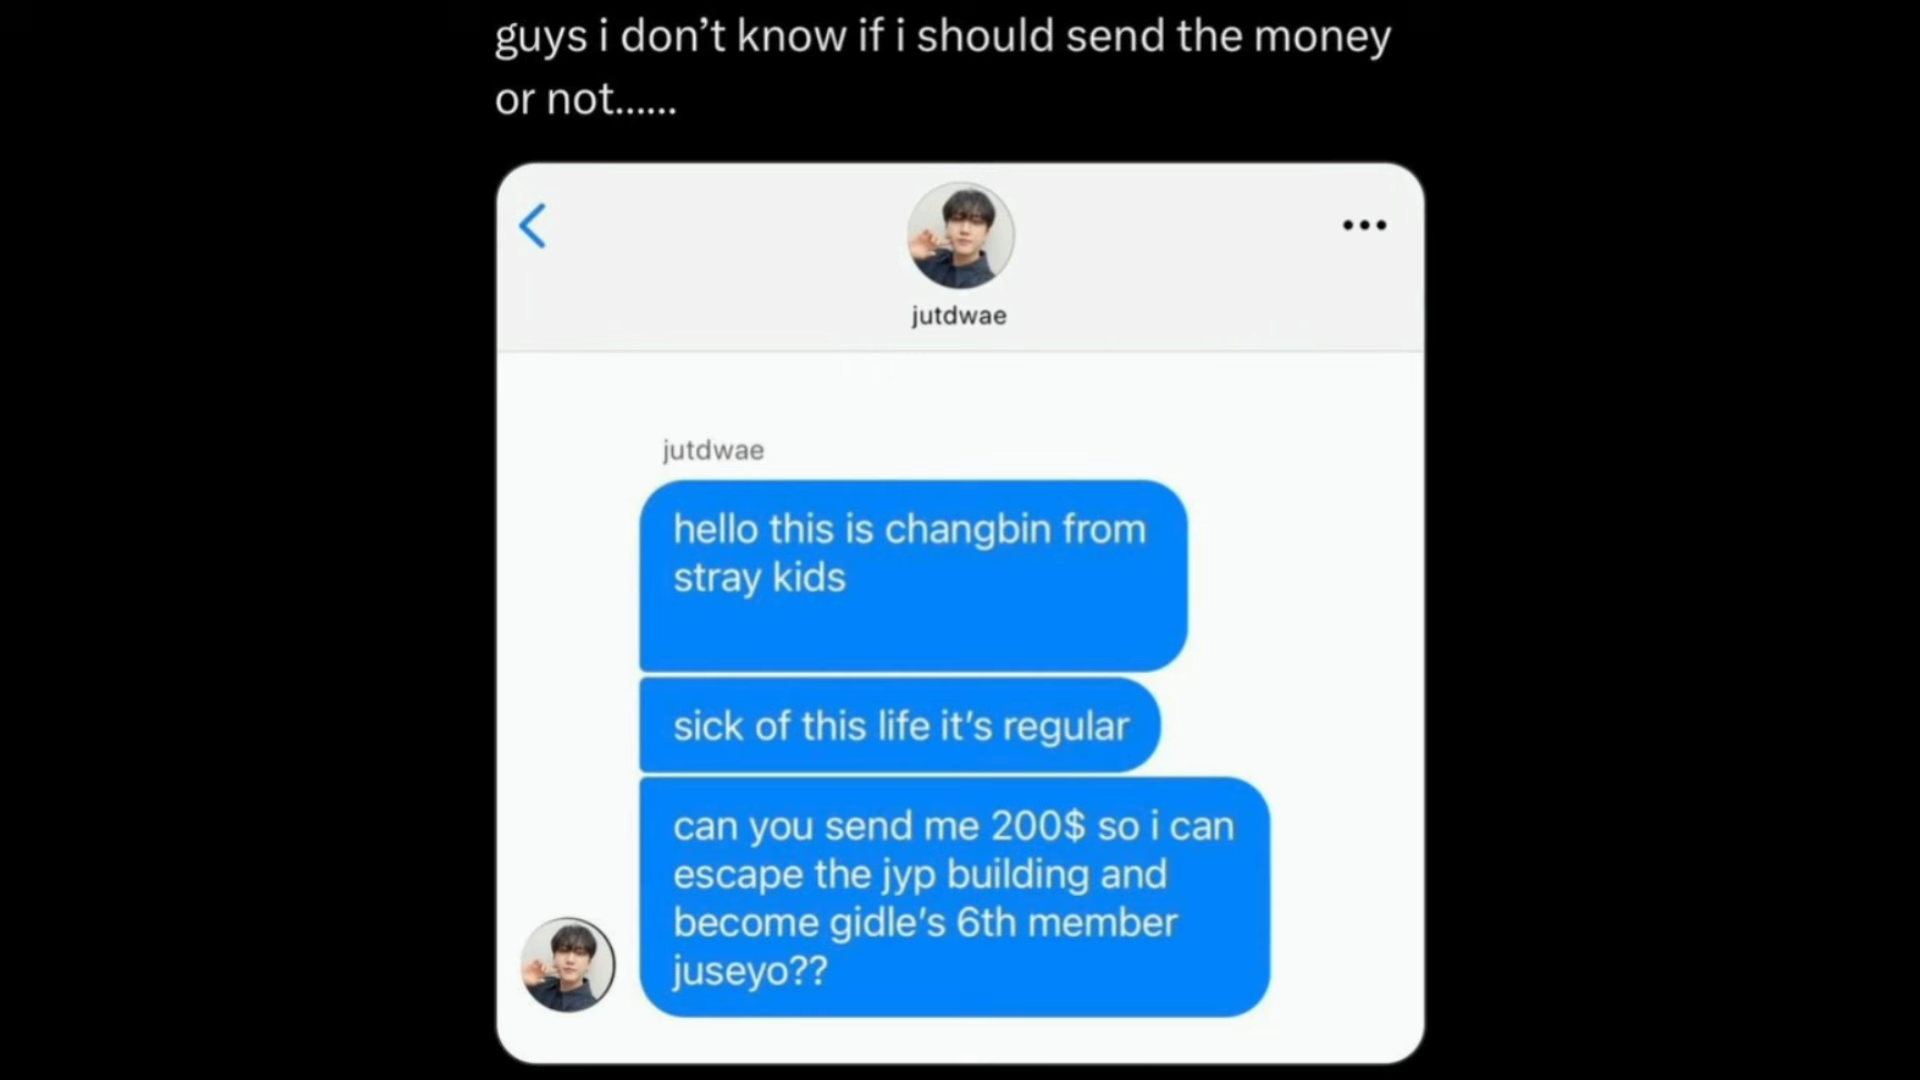 guys i don’t know if i should send the money
or not......
jutdwae
jutdwae
hello this is changbin from
stray kids
sick of this life it’s regular
can you send me 200$ so i can
escape the jyp building and
become gidle’s 6th member
juseyo??